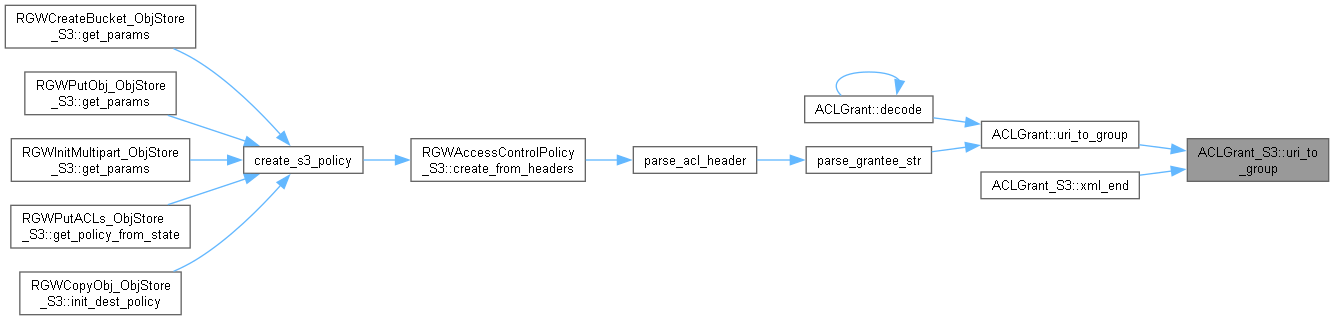 RGWCreateBucket_ObjStore
_S3::get_params
RGWPutObj_ObjStore
_S3::get_params
RGWInitMultipart_ObjStore
_S3::get_params
RGWPutACLs_ObjStore
_S3::get_policy_from_state
RGWCopyObj_ObjStore
_S3::init_dest_policy
create_s3_policy
RGWAccessControlPolicy
_S3::create_from_headers
parse_acl_header
ACLGrant::decode
parse_grantee_str
ACLGrant::uri_to_group
ACLGrant_S3::xml_end
ACLGrant_S3::uri_to
_group